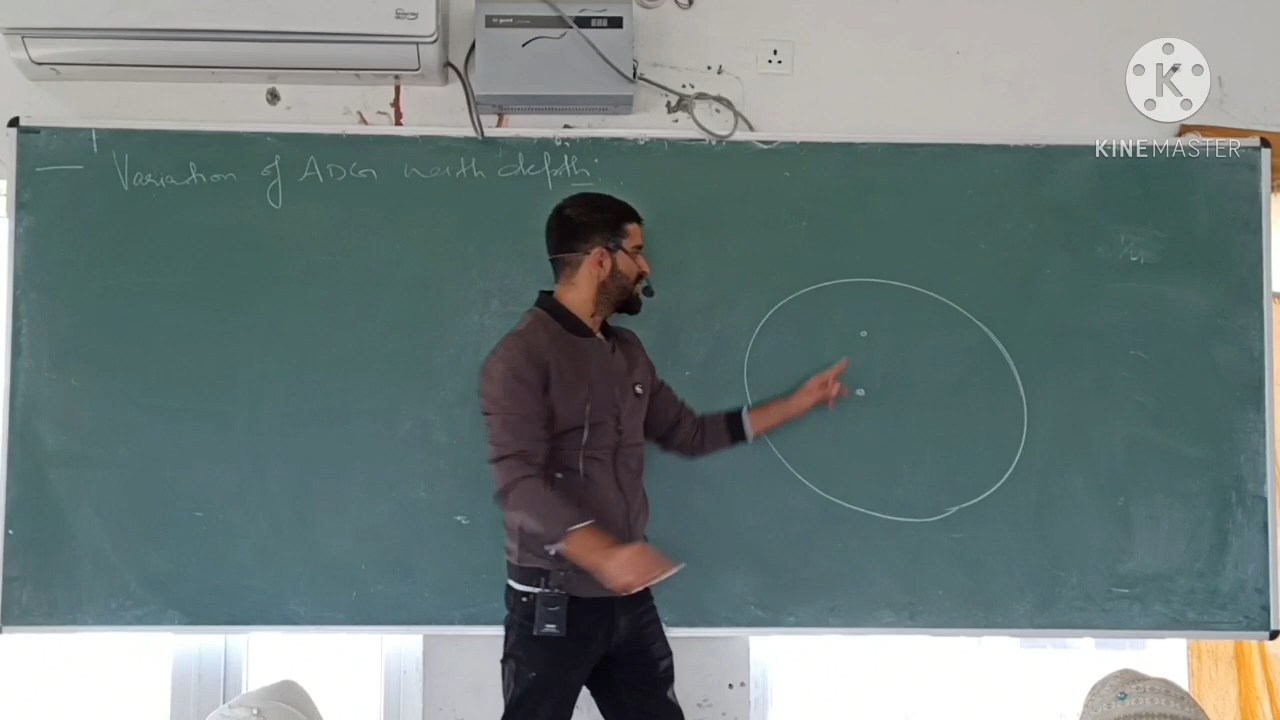 — Variation of ADG with depth:
K
KINEMASTER